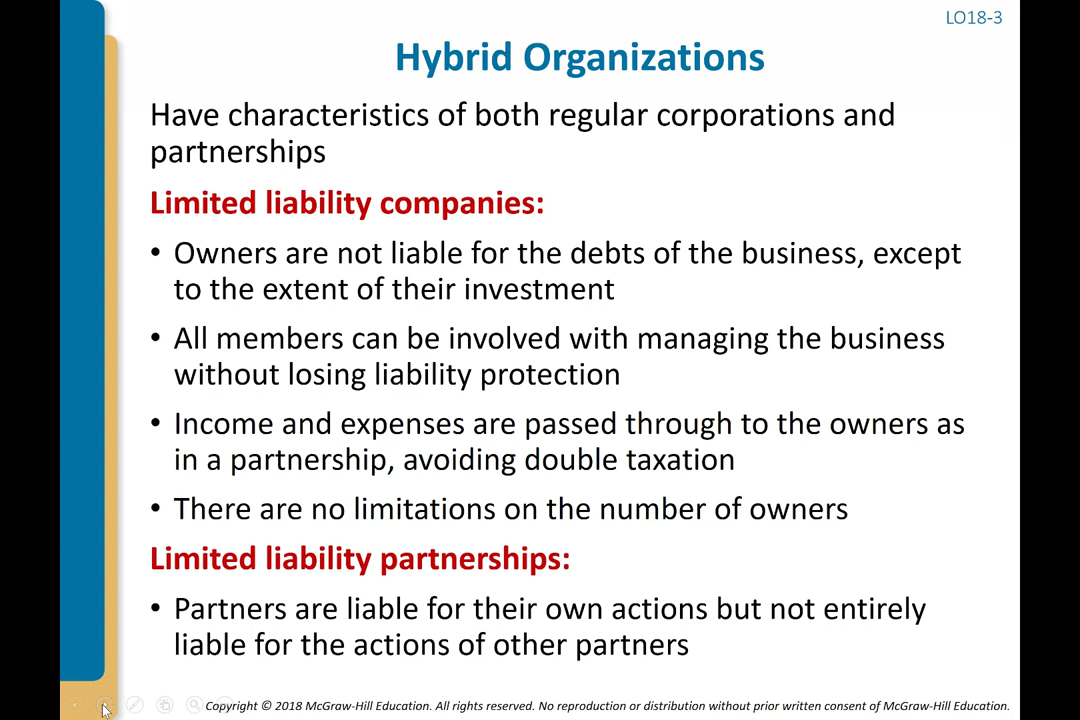 LO18-3
Hybrid Organizations
Have characteristics of both regular corporations and
partnerships
Limited liability companies:
• Owners are not liable for the debts of the business, except
to the extent of their investment
• All members can be involved with managing the business
without losing liability protection
• Income and expenses are passed through to the owners as
in a partnership, avoiding double taxation
• There are no limitations on the number of owners
Limited liability partnerships:
• Partners are liable for their own actions but not entirely
liable for the actions of other partners
Copyright © 2018 McGraw-Hill Education. All rights reserved. No reproduction or distribution without prior written consent of McGraw-Hill Education.